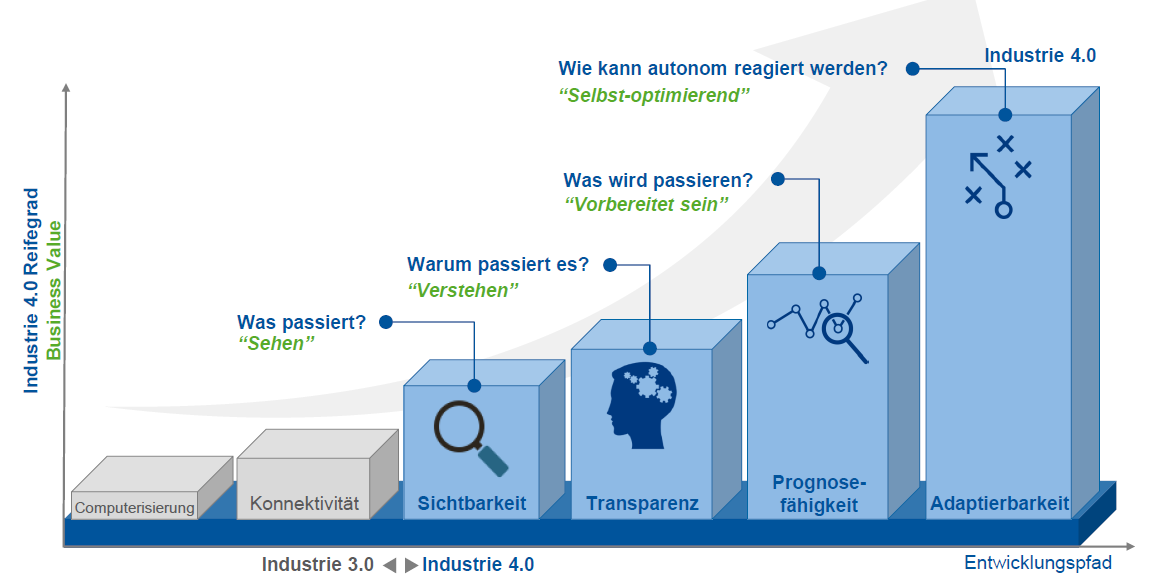 Industrie 4.0
Wie kann autonom reagiert werden?
“Selbst-optimierend”
Was wird passieren?
“Vorbereitet sein”
Warum passiert es?
“Verstehen”
Was passiert?
“Sehen”
Industrie 4.0 Reifegrad
Business Value
Computerisierung
Konnektivität
Sichtbarkeit
Transparenz
Prognose-
fähigkeit
Adaptierbarkeit
Industrie 3.0
Industrie 4.0
Entwicklungspfad